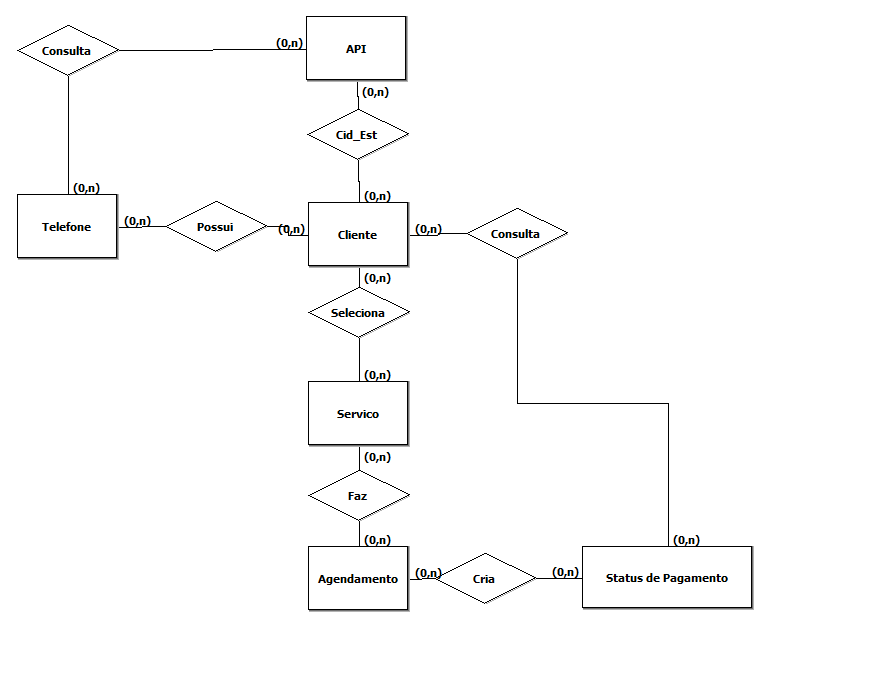 (0,n)
API
Consulta
(0,n)
Cid_Est
(0,n)
(0,n)
(0,n)
Telefone
Possui
(0,n)
Cliente
(0,n)
Consulta
(0,n)
Seleciona
(0,n)
Servico
(0,n)
Faz
(0,n)
(0,n)
Agendamento
(0,n)
Cria
(0,n)
Status de Pagamento